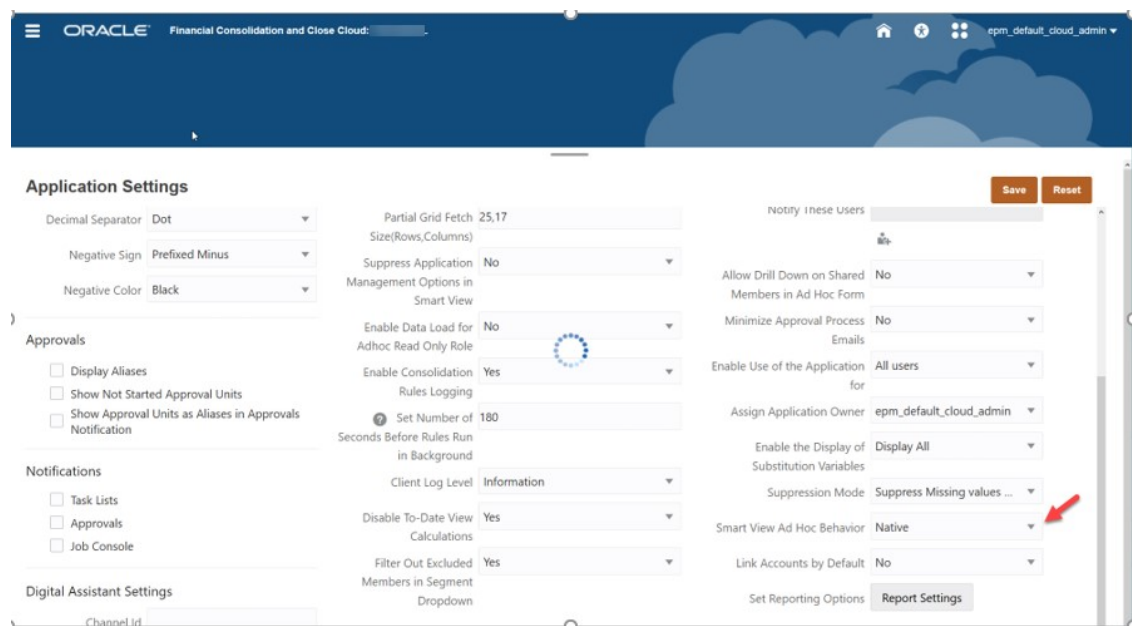 ORACLE Financial Consolidation and Close Cloud: epm_default_cloud_admin
Application Settings
Save Reset
Decimal Separator Dot
Negative Sign Prefixed Minus
Negative Color Black
Approvals
Display Aliases
Show Not Started Approval Units
Show Approval Units as Aliases in Approvals
Notification
Notifications
Task Lists
Approvals
Job Console
Digital Assistant Settings
Channel Id
Partial Grid Fetch 25,17
Size(Rows,Columns)
Suppress Application No
Management Options in
Smart View
Enable Data Load for No
Adhoc Read Only Role
Enable Consolidation Yes
Rules Logging
Set Number of 180
Seconds Before Rules Run
in Background
Client Log Level Information
Disable To-Date View Yes
Calculations
Filter Out Excluded Yes
Members in Segment
Dropdown
Notify These Users
Allow Drill Down on Shared No
Members in Ad Hoc Form
Minimize Approval Process No
Emails
Enable Use of the Application All users
for
Assign Application Owner epm_default_cloud_admin
Enable the Display of Display All
Substitution Variables
Suppression Mode Suppress Missing values ...
Smart View Ad Hoc Behavior Native
Link Accounts by Default No
Set Reporting Options Report Settings